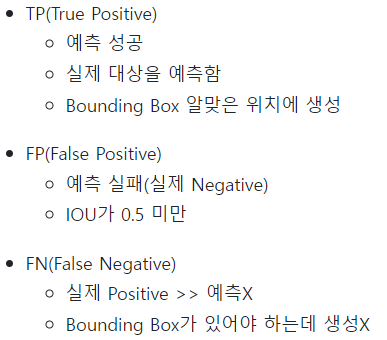 TP(True Positive)
예측 성공
실제 대상을 예측함
Bounding Box 알맞은 위치에 생성
FP(False Positive)
예측 실패(실제 Negative)
IOU가 0.5 미만
FN(False Negative)
실제 Positive >> 예측X
Bounding Box가 있어야 하는데 생성X